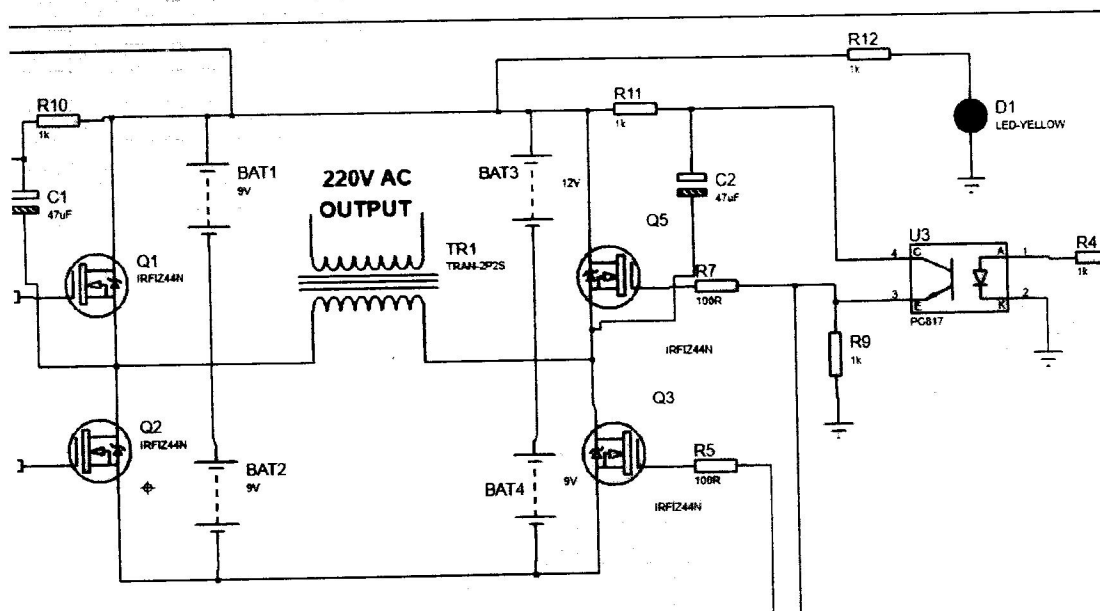 R12
1k
R10
1k
R11
1k
D1
LED-YELLOW
BAT1
9V
220V AC
OUTPUT
BAT3
12V
C1
47uF
C2
47uF
Q5
Q1
IRFIZ44N
TR1
TRAN-2P2S
U3
R7
100R
4
C
A
1
R4
1k
3
E
K
2
PC817
IRFIZ44N
R9
1k
Q2
IRFIZ44N
Q3
BAT2
9V
BAT4
9V
R5
100R
IRFIZ44N